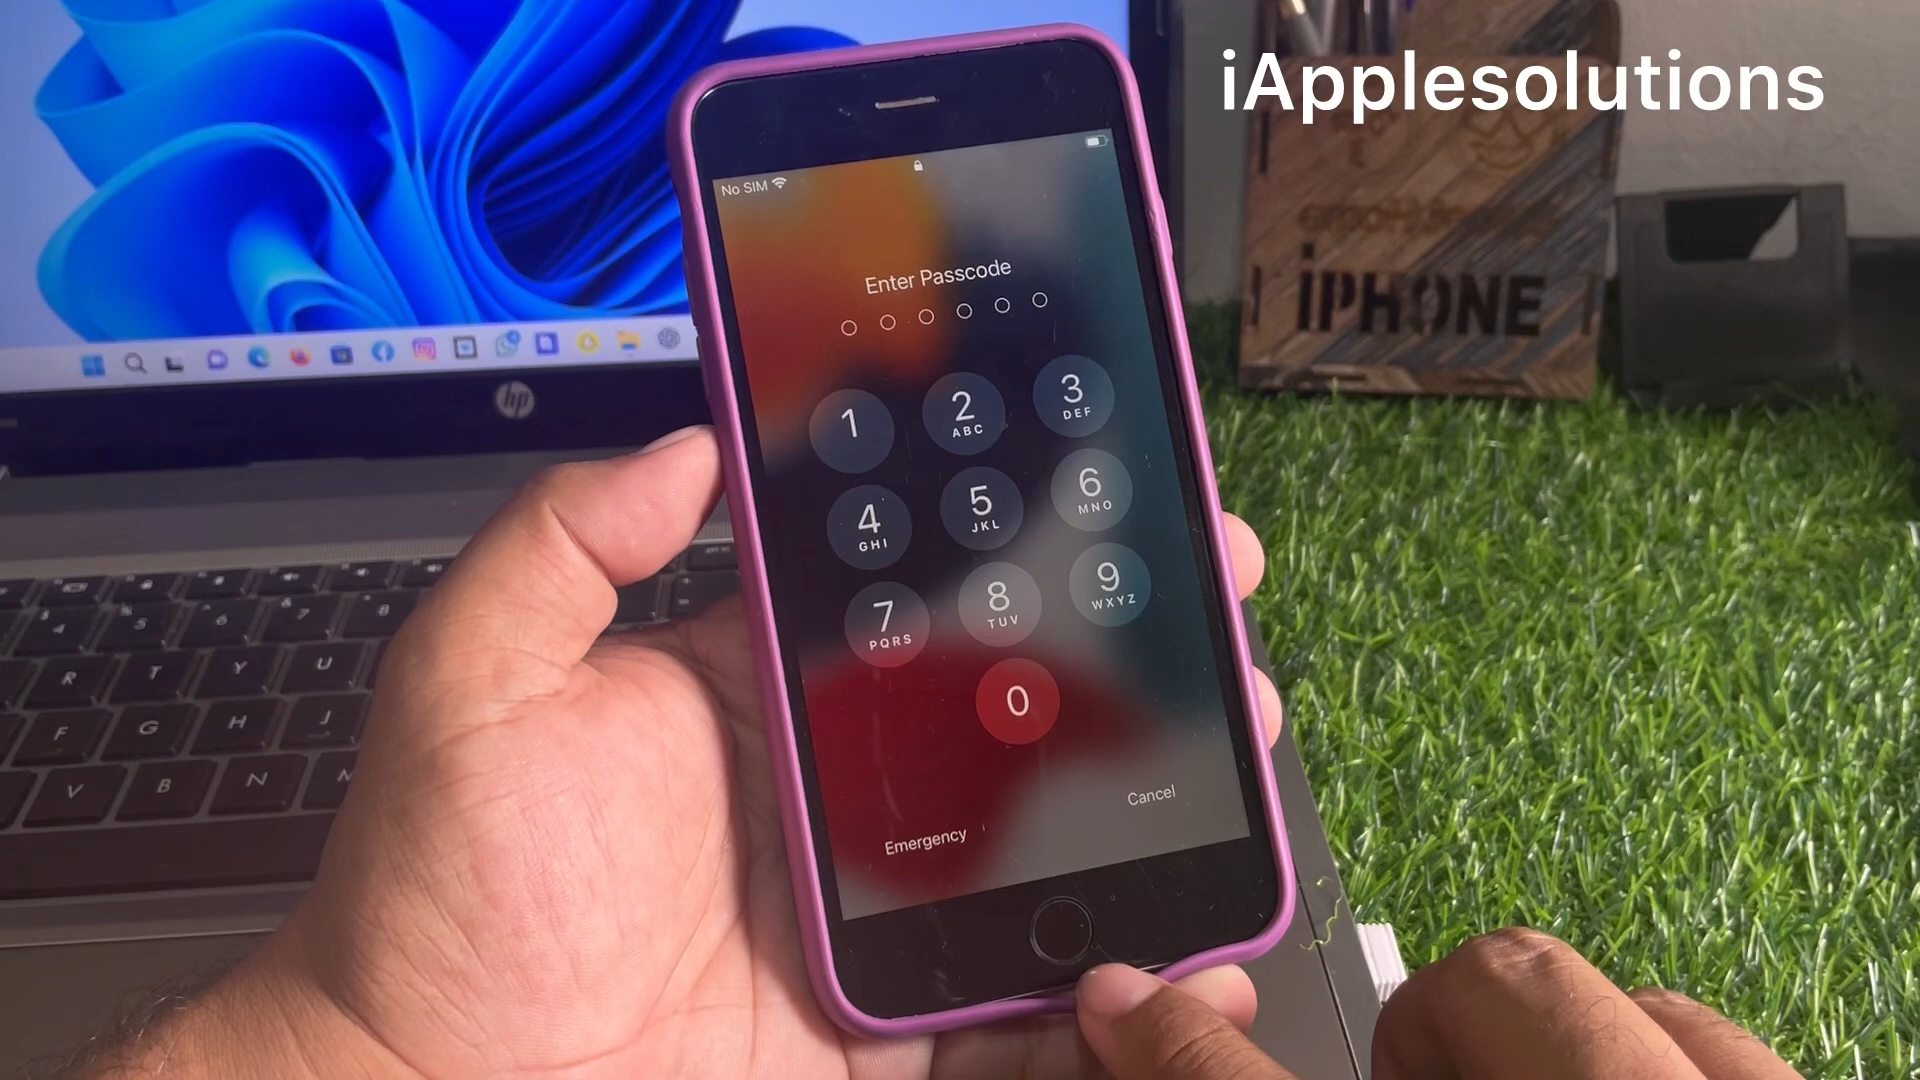 iApplesolutions
iPHONE
hp
No SIM
Enter Passcode
1
2
ABC
3
DEF
4
GHI
5
JKL
6
MNO
7
PQRS
8
TUV
9
WXYZ
0
Cancel
Emergency
R T Y U
F G H J
V B N M